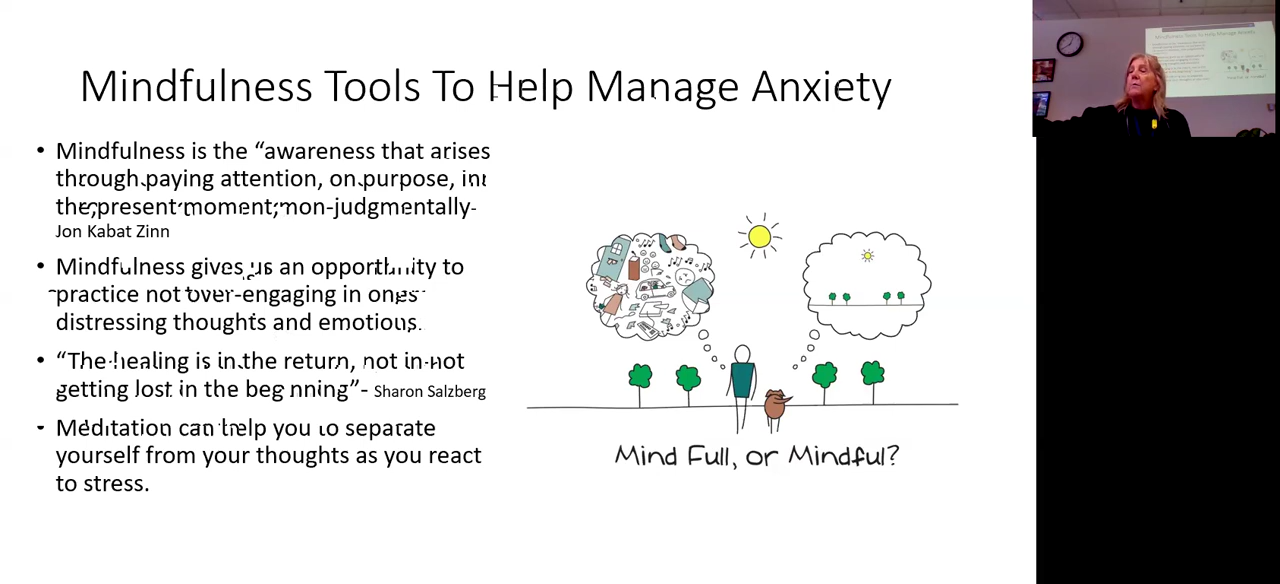 Mindfulness Tools To Help Manage Anxiety
• Mindfulness is the “awareness that arises
through paying attention, on purpose, in
the present moment, non-judgmentally-
Jon Kabat Zinn
• Mindfulness gives us an opportunity to
practice not over-engaging in ones
distressing thoughts and emotions.
• “The healing is in the return, not in not
getting lost in the beginning”- Sharon Salzberg
• Meditation can help you to separate
yourself from your thoughts as you react
to stress.
Mind Full, or Mindful?